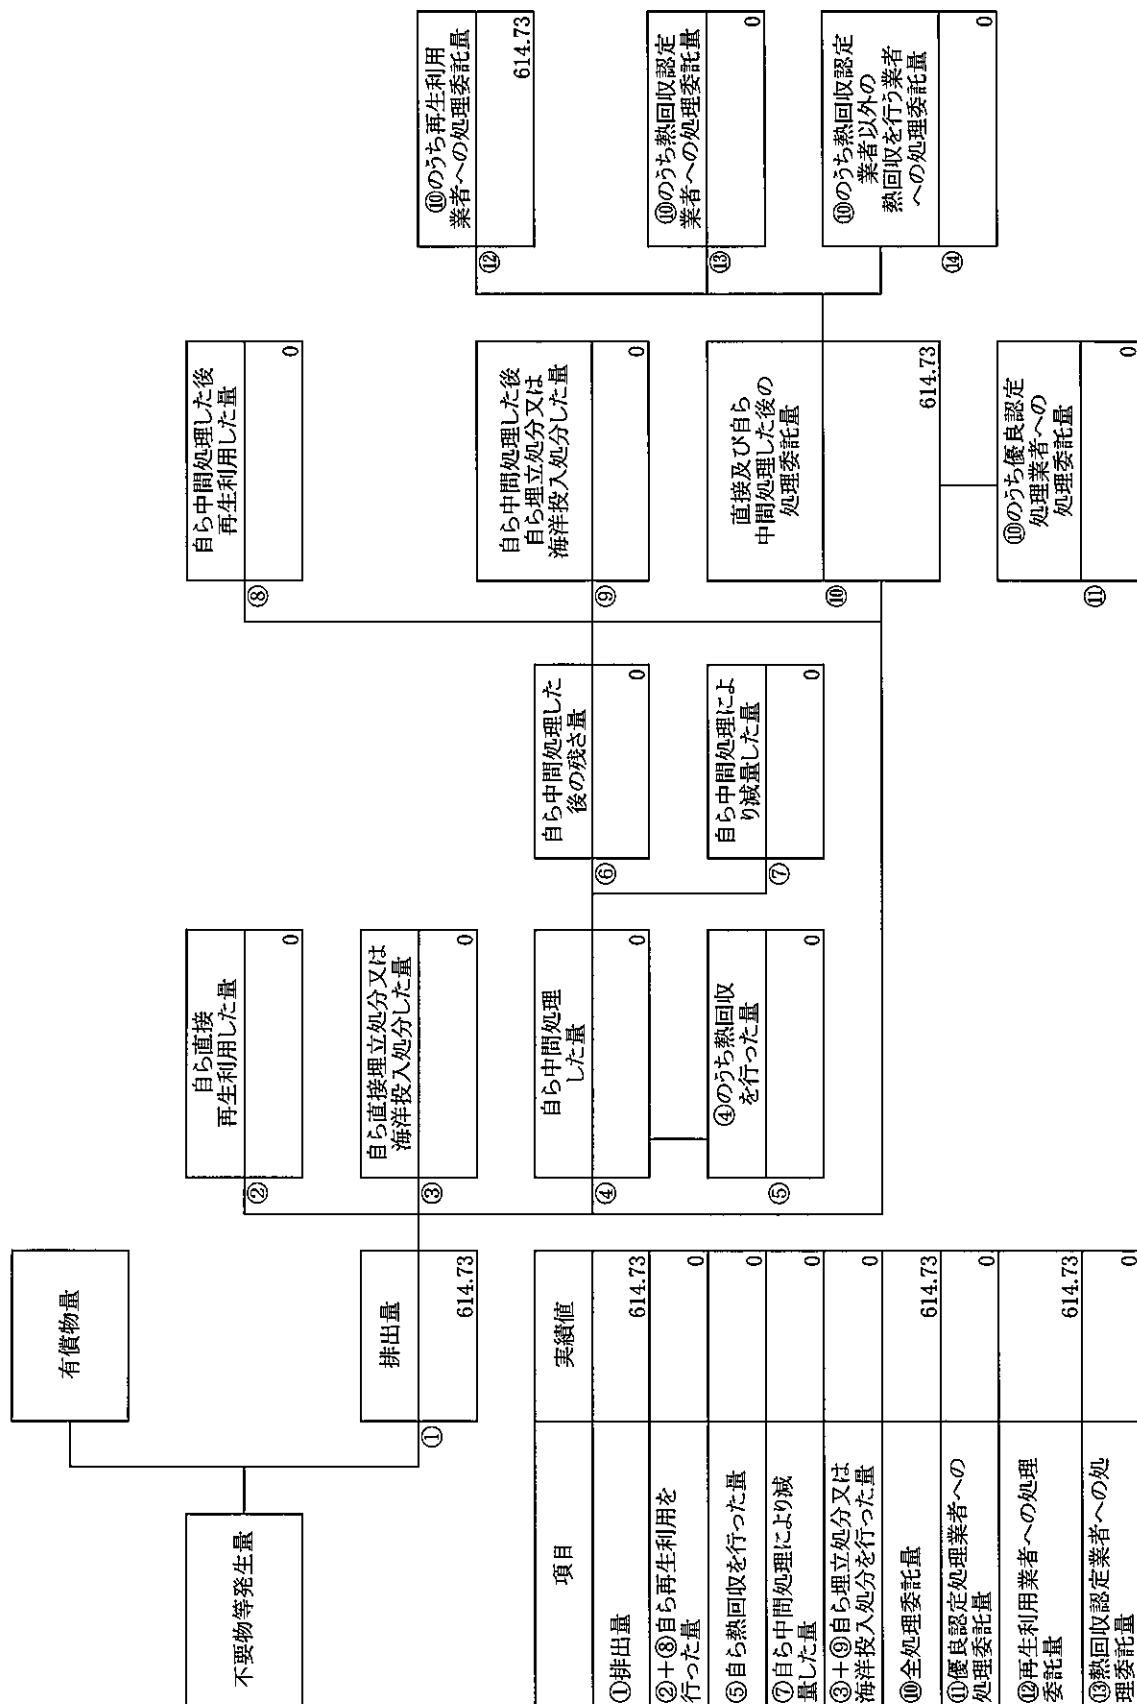 不要物等発生量
有償物量
①
排出量
614.73
②
自ら直接
再生利用した量
0
③
自ら直接埋立処分又は
海洋投入処分した量
0
④
自ら中間処理
した量
0
⑤
④のうち熱回収
を行った量
0
⑥
自ら中間処理した
後の残さ量
0
⑦
自ら中間処理によ
り減量した量
0
⑧
自ら中間処理した後
再生利用した量
0
⑨
自ら中間処理した後
自ら埋立処分又は
海洋投入処分した量
0
⑩
直接及び自ら
中間処理した後の
処理委託量
614.73
⑪
⑩のうち優良認定
処理業者への
処理委託量
0
⑫
⑩のうち再生利用
業者への処理委託量
614.73
⑬
⑩のうち熱回収認定
業者への処理委託量
0
⑭
⑩のうち熱回収認定
業者以外の
熱回収を行う業者
への処理委託量
0
項目 実績値
①排出量 614.73
②+⑧自ら再生利用を
行った量 0
⑤自ら熱回収を行った量 0
⑦自ら中間処理により減
量した量 0
③+⑨自ら埋立処分又は
海洋投入処分を行った量 0
⑩全処理委託量 614.73
⑪優良認定処理業者への
処理委託量 0
⑫再生利用業者への処理
委託量 614.73
⑬熱回収認定業者への処
理委託量 0